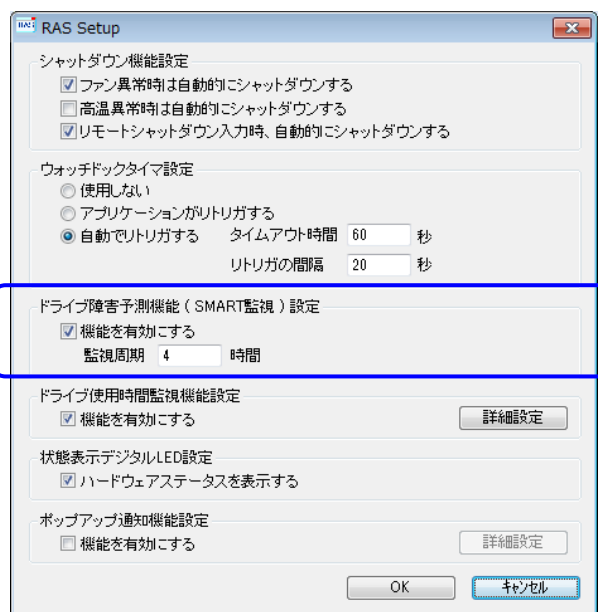 RAS RAS Setup
シャットダウン機能設定
ファン異常時は自動的にシャットダウンする
高温異常時は自動的にシャットダウンする
リモートシャットダウン入力時、自動的にシャットダウンする
ウォッチドックタイマ設定
使用しない
アプリケーションがリトリガする
自動でリトリガする タイムアウト時間 60 秒
リトリガの間隔 20 秒
ドライブ障害予測機能 ( SMART監視 ) 設定
機能を有効にする
監視周期 4 時間
ドライブ使用時間監視機能設定
機能を有効にする 詳細設定
状態表示デジタルLED設定
ハードウェアステータスを表示する
ポップアップ通知機能設定
機能を有効にする 詳細設定
OK キャンセル